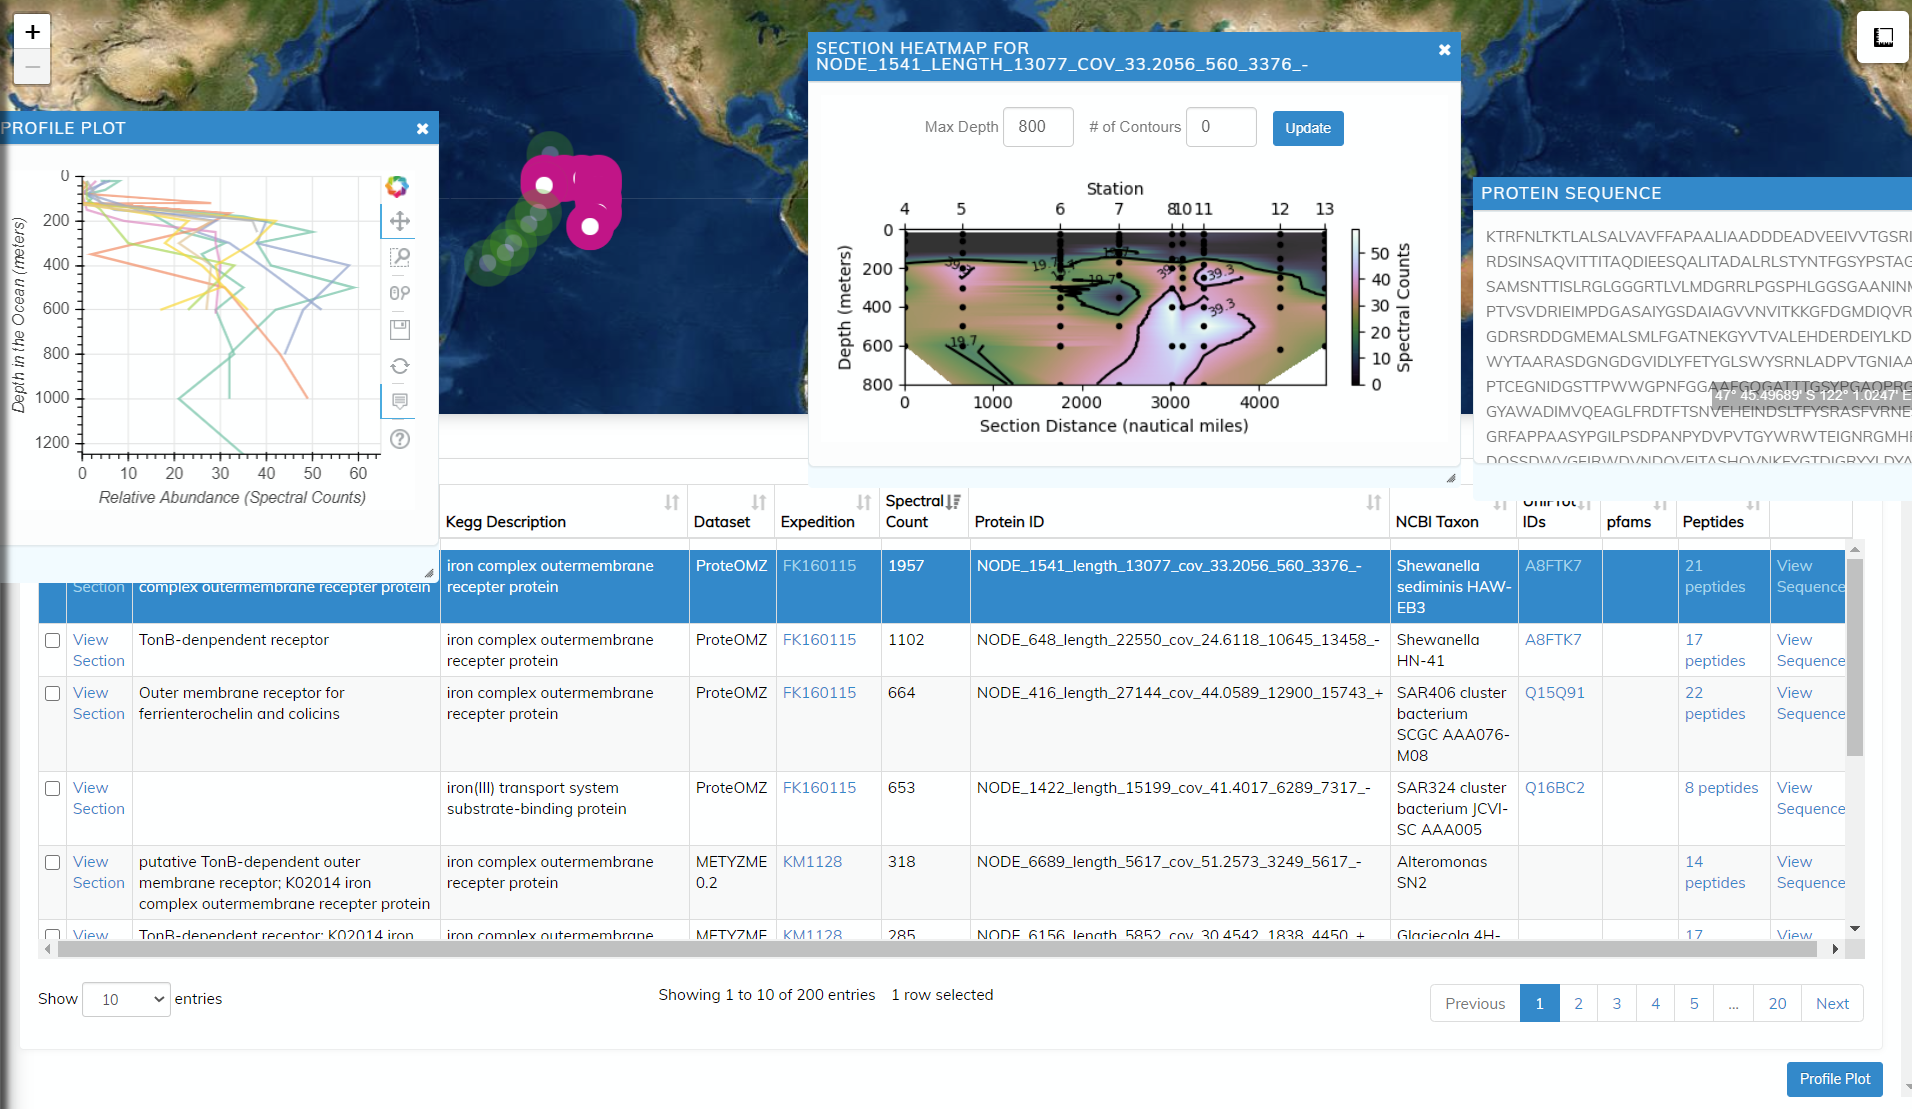 +
−
PROFILE PLOT
0
200
400
600
800
1000
1200
Depth in the Ocean (meters)
0 10 20 30 40 50 60
Relative Abundance (Spectral Counts)
SECTION HEATMAP FOR
NODE_1541_LENGTH_13077_COV_33.2056_560_3376_-
Max Depth 800 # of Contours 0 Update
Station
4 5 6 7 8 10 11 12 13
0
200
400
600
800
Depth (meters)
19.7
19.7
19.7
39.3
39.3
19.7
0 1000 2000 3000 4000
Section Distance (nautical miles)
50
40
30
20
10
0
Spectral Counts
PROTEIN SEQUENCE
KTRFNLTKTLALSALVAVFFAPAALIAADDDEADVEEIVVTGSRI
RDSINSAQVITTITAQDIEESQALITADALRLSTYNTFGSYPSTAG
SAMSNTTISLRGLGGGRTLVLMDGRRLPGSPHLGGSGAANINM
PTVSVDRIEIMPDGASAIYGSDAIAGVVNVITKKGFDGMDIQVR
GDRSRDDGMEMALSMLFGATNEKGYVTVALEHDERDEIYLKD
WYTAARASDGNGDGVIDLYFETYGLSWYSRNLADPVTGNIAA
PTCEGNIDGSTTPWWGPNFGGAAFGQGATITGSYPGAQPRG
47° 45.49689' S 122° 1.0247' E
GYAWADIMVQEAGLFRDTFTSNVEHEINDSLTFYSRASFVRNE
GRFAPPAASYPGILPSDPANPYDVPVTGYWRWTEIGNRGMH
Kegg Description Dataset Expedition Spectral Count Protein ID NCBI Taxon UniProt IDs pfams Peptides
Section complex outermembrane recepter protein iron complex outermembrane recepter protein ProteOMZ FK160115 1957 NODE_1541_length_13077_cov_33.2056_560_3376_- Shewanella sediminis HAW-EB3 A8FTK7 21 peptides View Sequence
View Section TonB-denpendent receptor iron complex outermembrane recepter protein ProteOMZ FK160115 1102 NODE_648_length_22550_cov_24.6118_10645_13458_- Shewanella HN-41 A8FTK7 17 peptides View Sequence
View Section Outer membrane receptor for ferrienterochelin and colicins iron complex outermembrane recepter protein ProteOMZ FK160115 664 NODE_416_length_27144_cov_44.0589_12900_15743_+ SAR406 cluster bacterium SCGC AAA076-M08 Q15Q91 22 peptides View Sequence
View Section iron(III) transport system substrate-binding protein ProteOMZ FK160115 653 NODE_1422_length_15199_cov_41.4017_6289_7317_- SAR324 cluster bacterium JCVI-SC AAA005 Q16BC2 8 peptides View Sequence
View Section putative TonB-dependent outer membrane receptor; K02014 iron complex outermembrane recepter protein iron complex outermembrane recepter protein METYZME 0.2 KM1128 318 NODE_6689_length_5617_cov_51.2573_3249_5617_- Alteromonas SN2 14 peptides View Sequence
View TonB-dependent receptor; K02014 iron iron complex outermembrane METYZME KM1128 285 NODE_6156_length_5852_cov_30.4542_1838_4450_+ Glaciecola 4H- 17 View
Show 10 entries Showing 1 to 10 of 200 entries 1 row selected Previous 1 2 3 4 5 ... 20 Next
Profile Plot